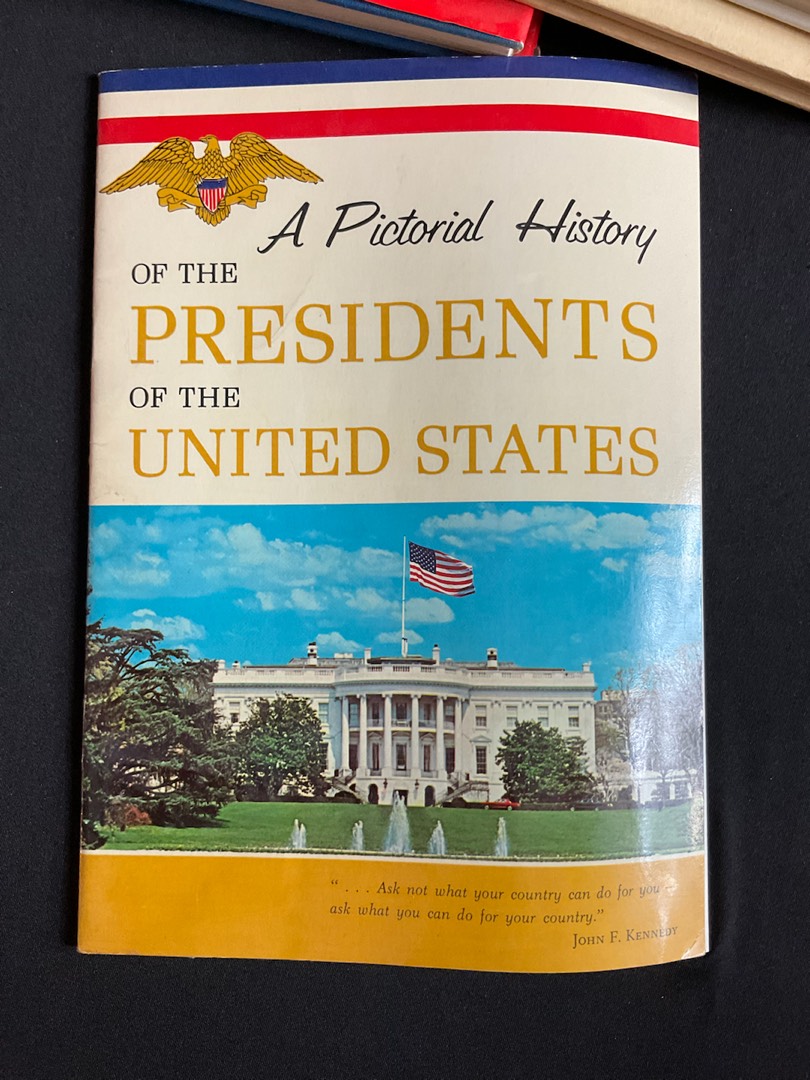 A Pictorial History
OF THE
PRESIDENTS
OF THE
UNITED STATES
“ . . . Ask not what your country can do for you —
ask what you can do for your country.”
JOHN F. KENNEDY